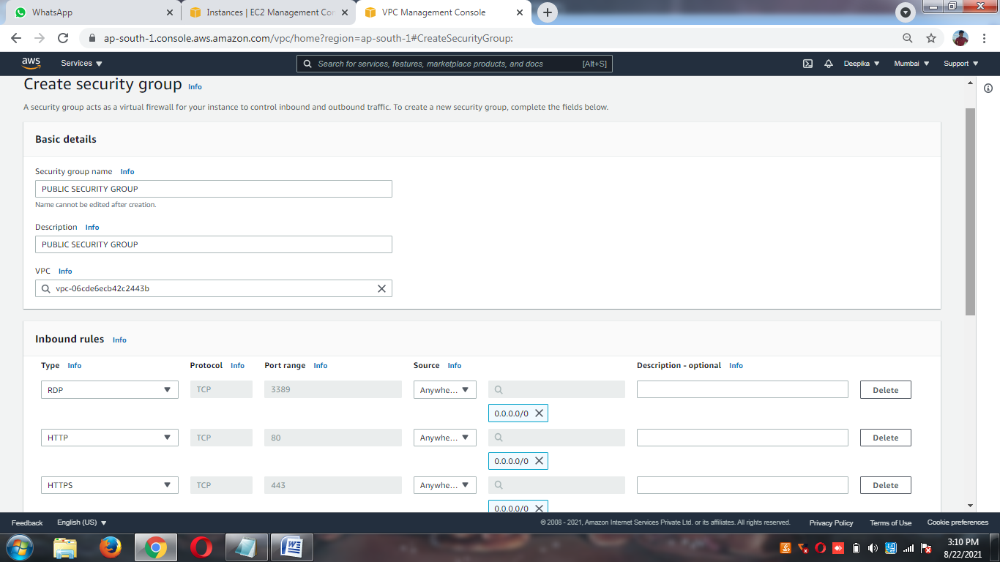 WhatsApp
Instances | EC2 Management Cor
VPC Management Console
ap-south-1.console.aws.amazon.com/vpc/home?region=ap-south-1#CreateSecurityGroup:
aws
Services
Search for services, features, marketplace products, and docs [Alt+S]
Deepika
Mumbai
Support
Create security group Info
A security group acts as a virtual firewall for your instance to control inbound and outbound traffic. To create a new security group, complete the fields below.
Basic details
Security group name Info
PUBLIC SECURITY GROUP
Name cannot be edited after creation.
Description Info
PUBLIC SECURITY GROUP
VPC Info
vpc-06cde6ecb42c2443b
Inbound rules Info
Type Info Protocol Info Port range Info Source Info Description - optional Info
RDP TCP 3389 Anywhe... Delete
0.0.0.0/0
HTTP TCP 80 Anywhe... Delete
0.0.0.0/0
HTTPS TCP 443 Anywhe... Delete
0.0.0.0/0
Feedback English (US) © 2008 - 2021, Amazon Internet Services Private Ltd. or its affiliates. All rights reserved. Privacy Policy Terms of Use Cookie preferences
3:10 PM
8/22/2021